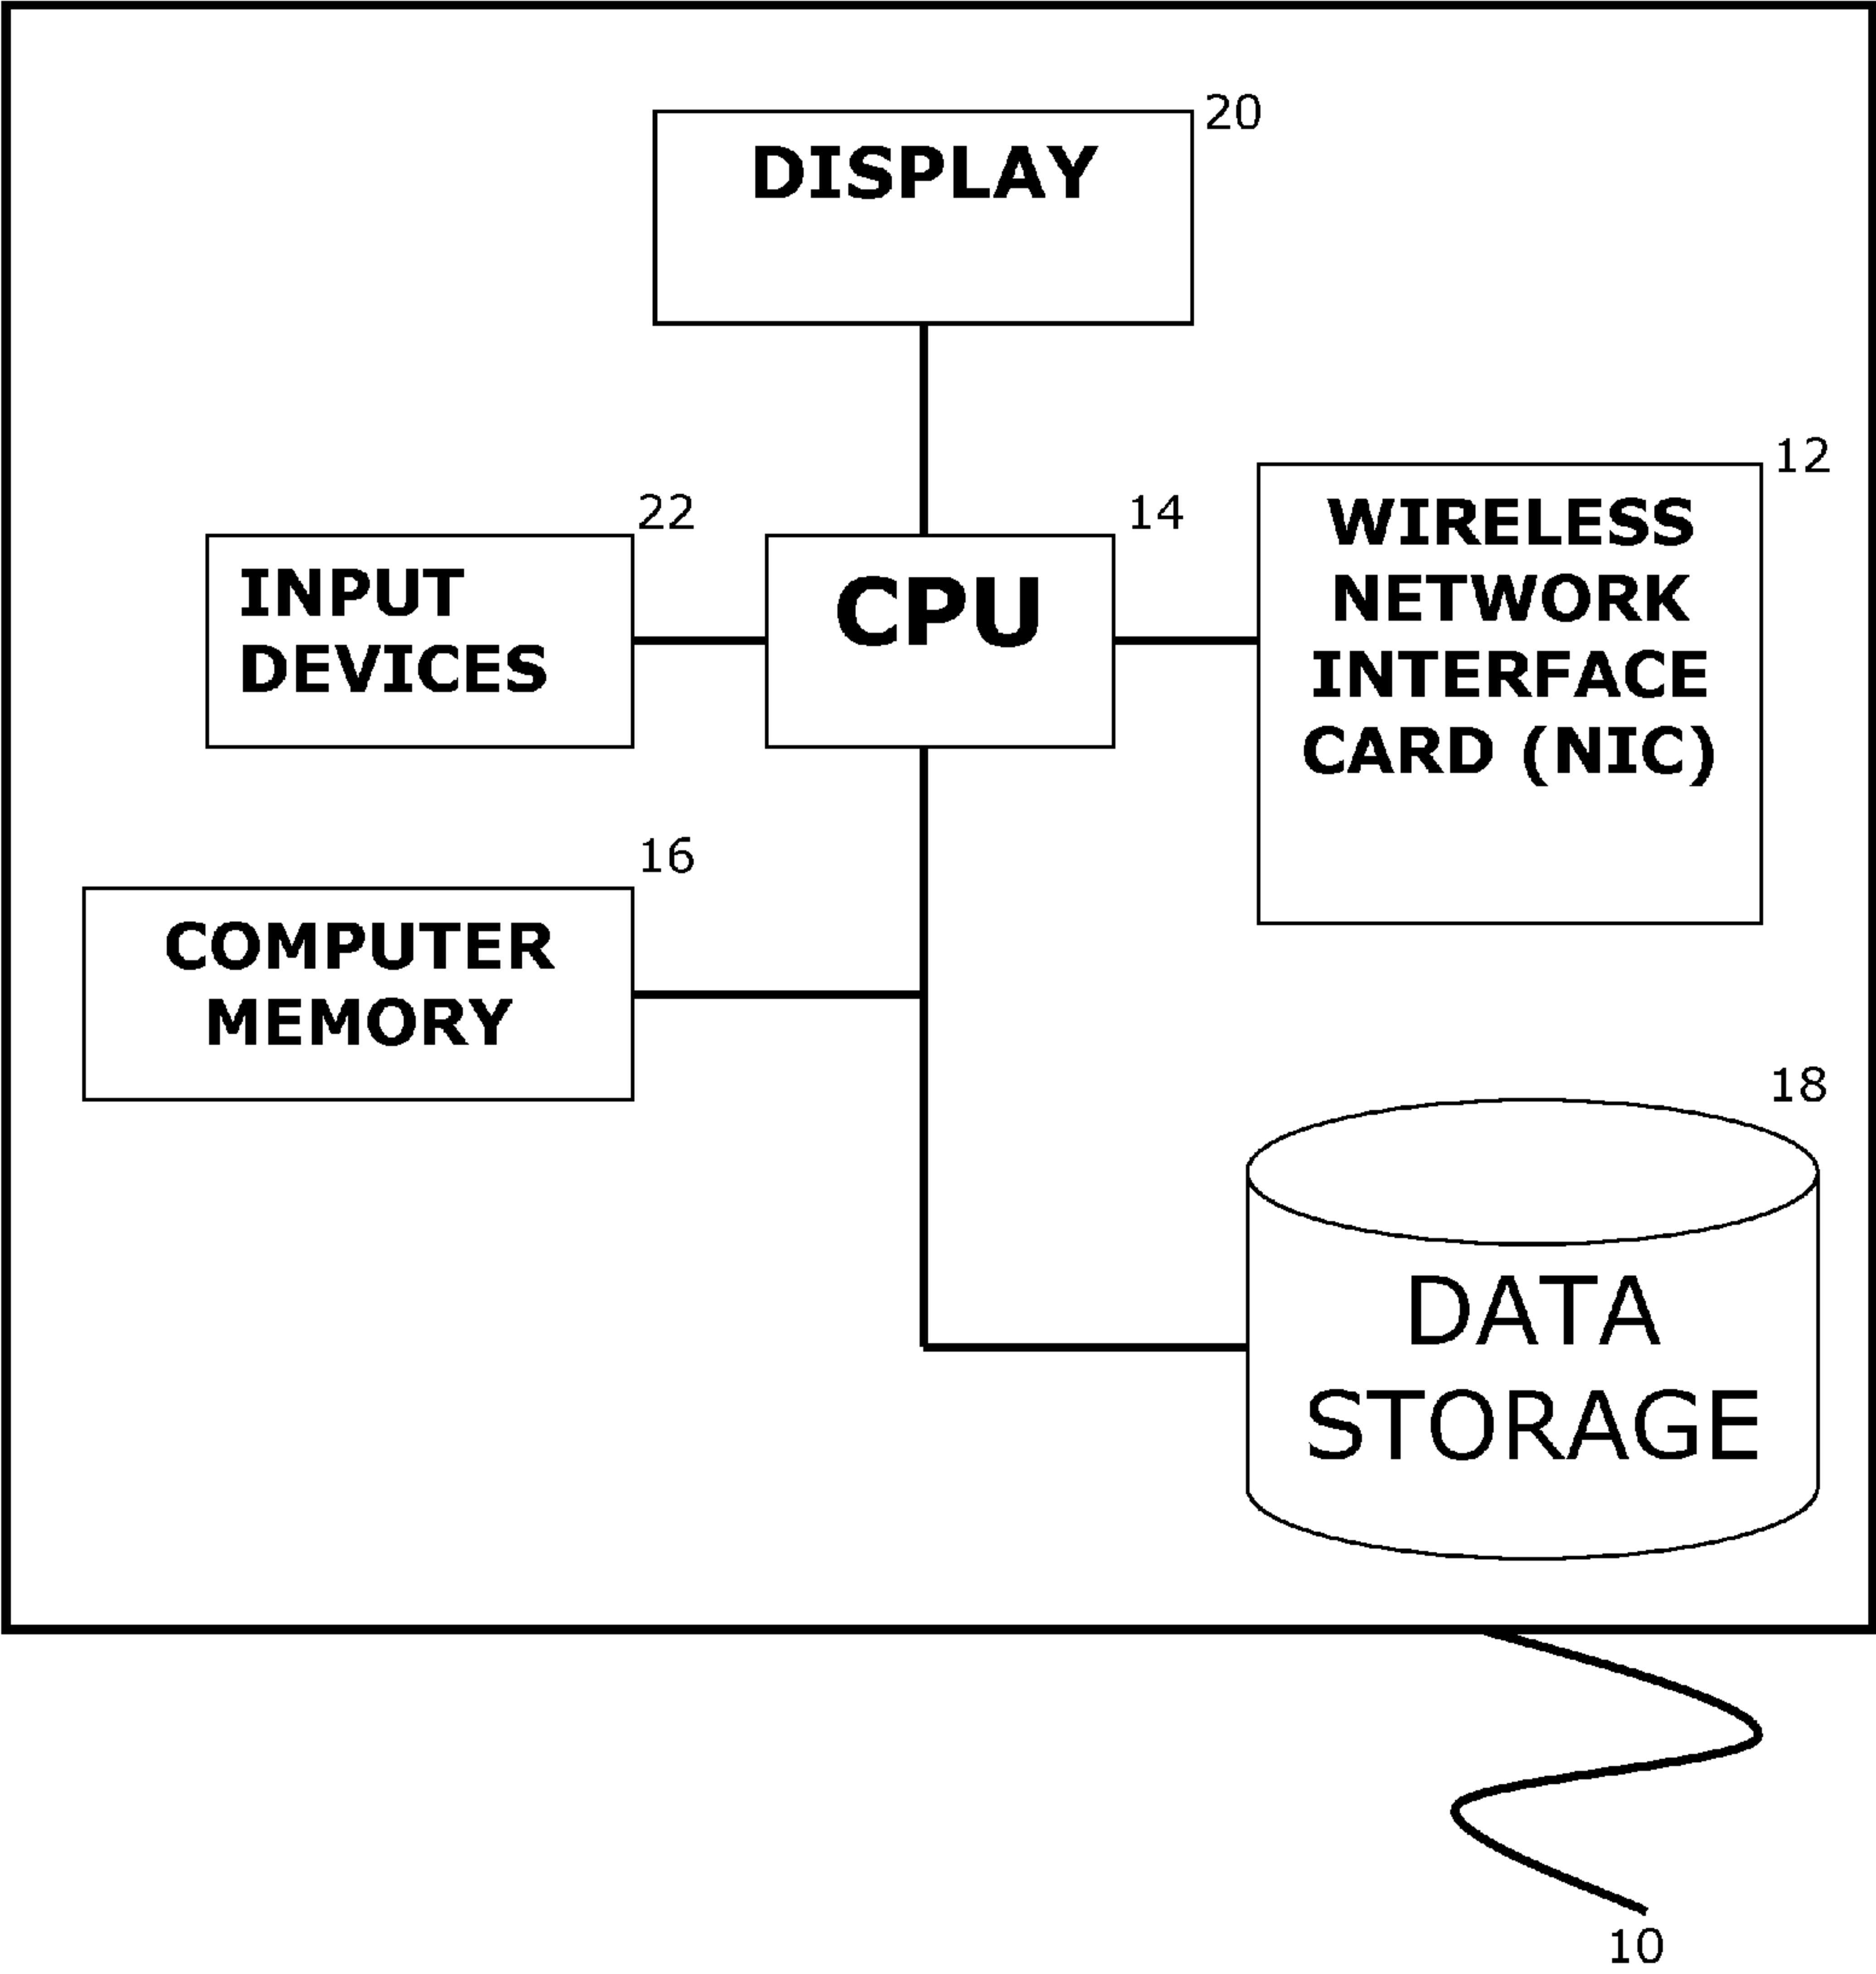 20
DISPLAY
12
22
14
WIRELESS
NETWORK
INTERFACE
CARD (NIC)
INPUT
DEVICES
CPU
16
COMPUTER
MEMORY
18
DATA
STORAGE
10